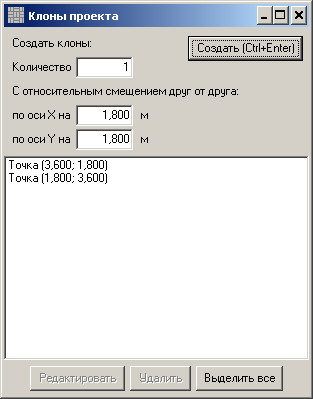 Клоны проекта
Создать клоны:
Создать (Ctrl+Enter)
Количество 1
С относительным смещением друг от друга:
по оси X на 1,800 м
по оси Y на 1,800 м
Точка (3,600; 1,800)
Точка (1,800; 3,600)
Редактировать Удалить Выделить все